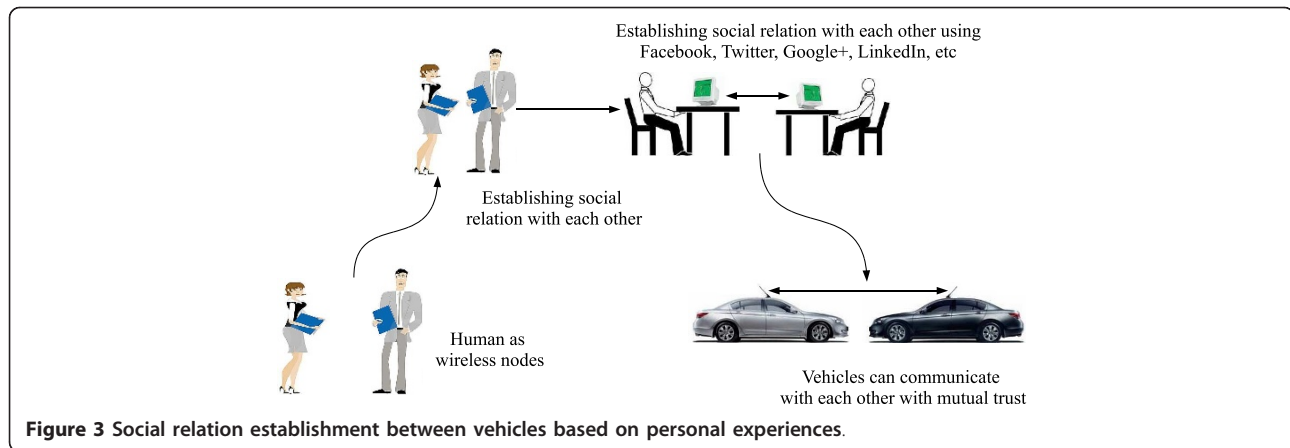 Establishing social relation with each other using
Facebook, Twitter, Google+, LinkedIn, etc
Establishing social
relation with each other
Human as
wireless nodes
Vehicles can communicate
with each other with mutual trust
Figure 3 Social relation establishment between vehicles based on personal experiences.